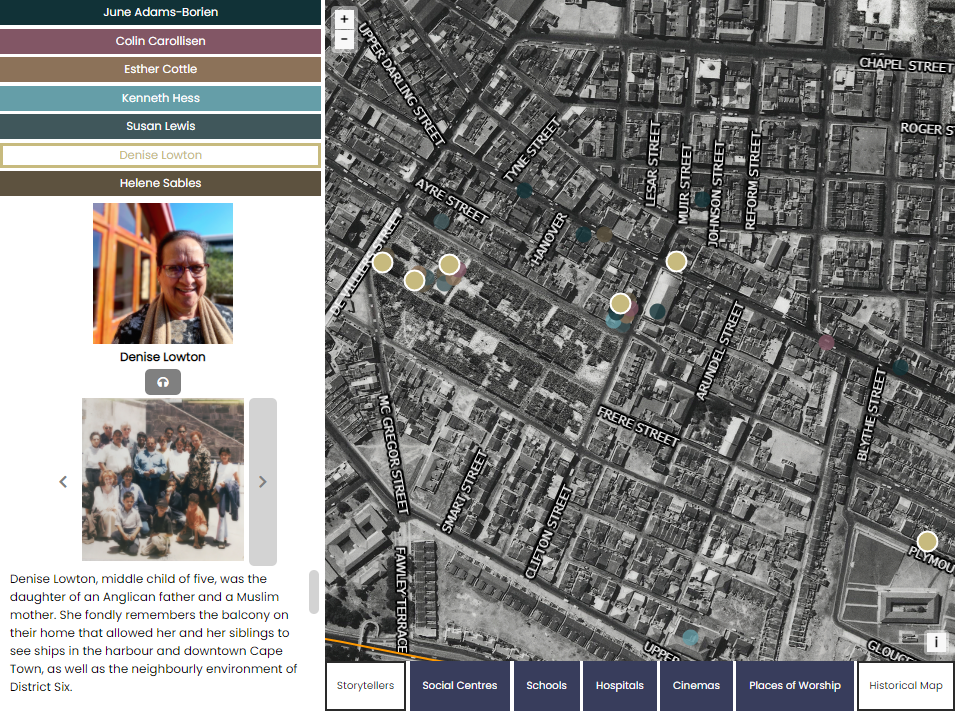 June Adams-Borien
Colin Carollisen
Esther Cottle
Kenneth Hess
Susan Lewis
Denise Lowton
Helene Sables
Denise Lowton
Denise Lowton, middle child of five, was the
daughter of an Anglican father and a Muslim
mother. She fondly remembers the balcony on
their home that allowed her and her siblings to
see ships in the harbour and downtown Cape
Town, as well as the neighbourly environment of
District Six.
+
-
UPPER DARLING STREET
CHAPEL STREET
ROGER S
TYNE STREET
LESAR STREET
MUIR STREET
JOHNSON STREET
REFORM STREET
AYRE STREET
HANOVER
ARUNDEL STREET
BLYTHE STREET
FRERE STREET
MC GREGOR STREET
SMART STREET
CLIFTON STREET
FAWLEY TERRACE
PLYMOU
UPPER
GLOUC
i
Storytellers
Social Centres
Schools
Hospitals
Cinemas
Places of Worship
Historical Map